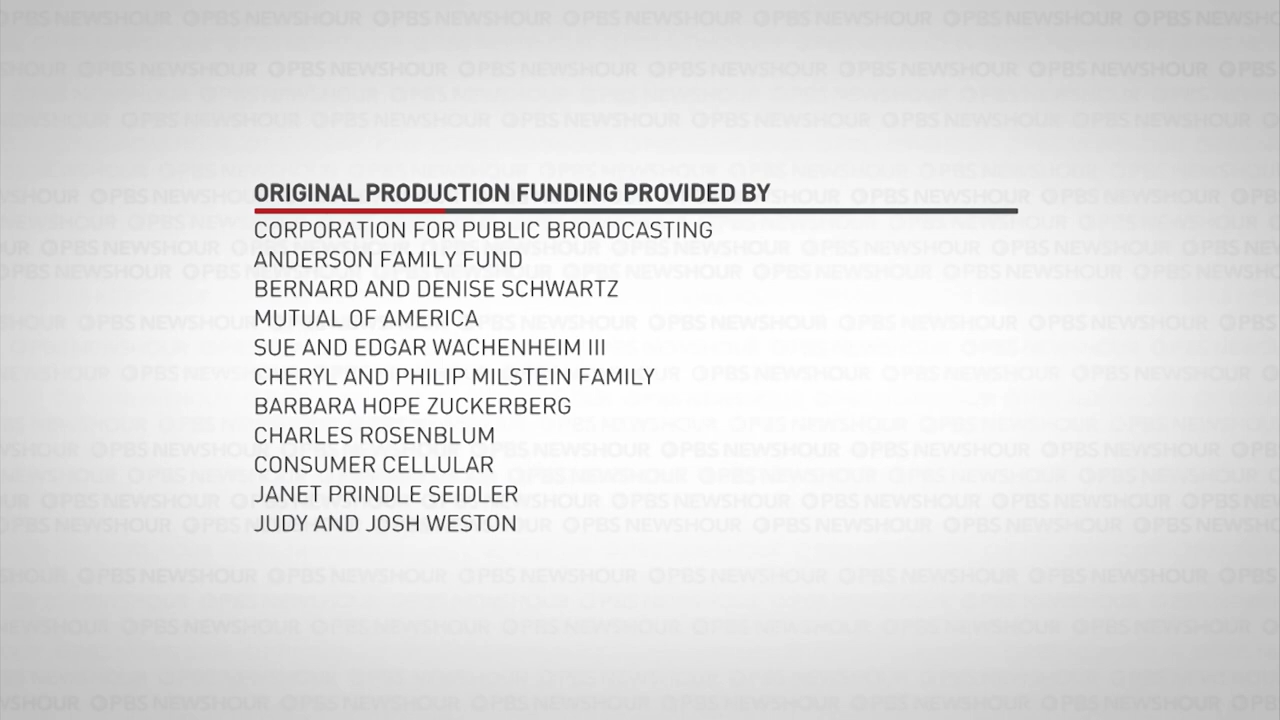 ORIGINAL PRODUCTION FUNDING PROVIDED BY
CORPORATION FOR PUBLIC BROADCASTING
ANDERSON FAMILY FUND
BERNARD AND DENISE SCHWARTZ
MUTUAL OF AMERICA
SUE AND EDGAR WACHENHEIM III
CHERYL AND PHILIP MILSTEIN FAMILY
BARBARA HOPE ZUCKERBERG
CHARLES ROSENBLUM
CONSUMER CELLULAR
JANET PRINDLE SEIDLER
JUDY AND JOSH WESTON
PBS NEWSHOUR